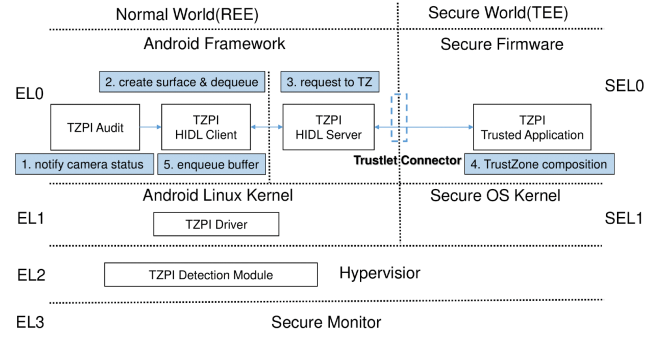 Normal World(REE)
Secure World(TEE)
Android Framework
Secure Firmware
EL0
SEL0
2. create surface & dequeue
3. request to TZ
TZPI Audit
TZPI
HIDL Client
TZPI
HIDL Server
TZPI
Trusted Application
1. notify camera status
5. enqueue buffer
Trustlet Connector
4. TrustZone composition
Android Linux Kernel
Secure OS Kernel
EL1
SEL1
TZPI Driver
EL2
TZPI Detection Module
Hypervisior
EL3
Secure Monitor